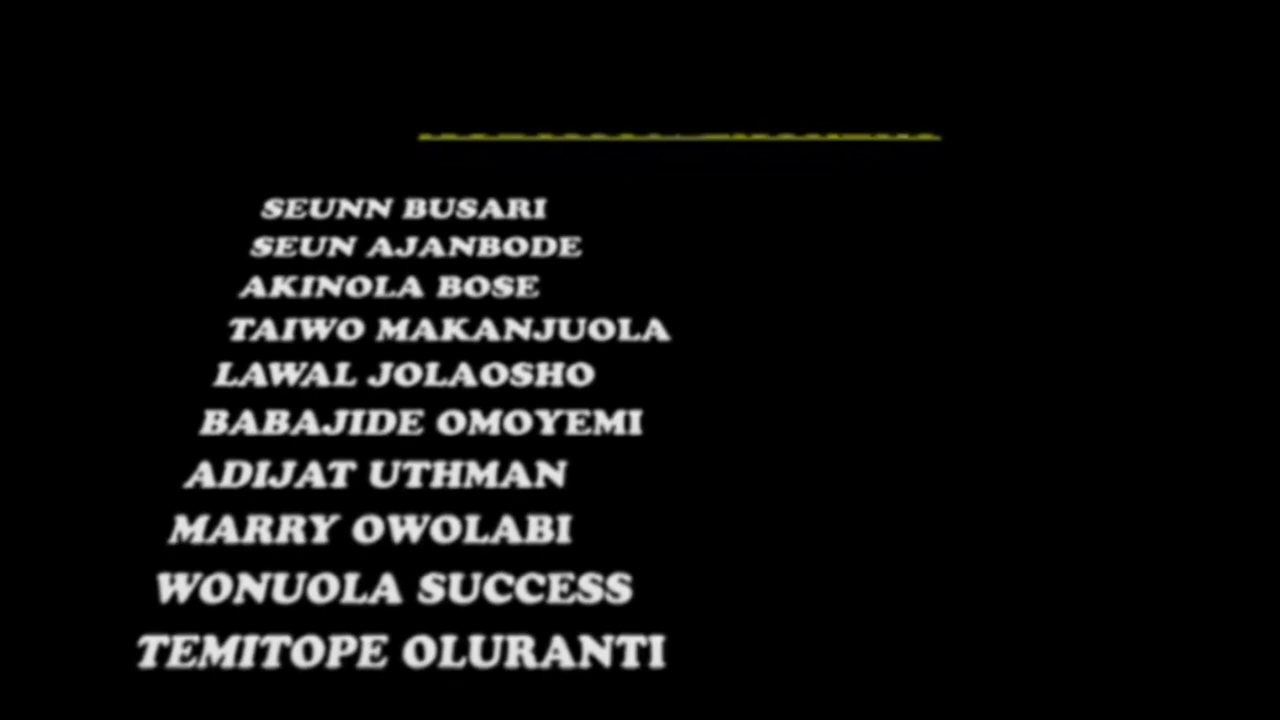 SEUNN BUSARI
SEUN AJANBODE
AKINOLA BOSE
TAIWO MAKANJUOLA
LAWAL JOLAOSHO
BABAJIDE OMOYEMI
ADIJAT UTHMAN
MARRY OWOLABI
WONUOLA SUCCESS
TEMITOPE OLURANTI